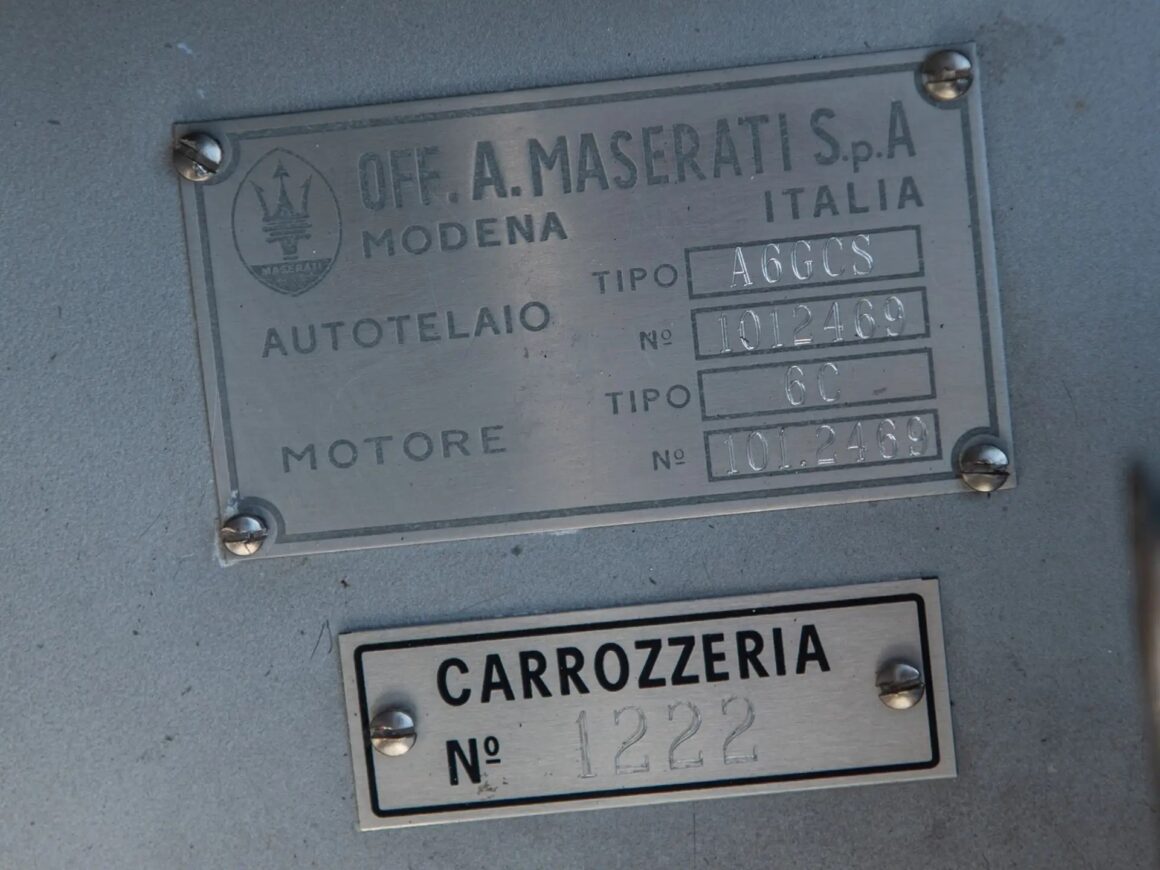 OFF. A. MASERATI S.p.A
MODENA ITALIA
MASERATI
AUTOTELAIO TIPO A6GCS
Nº 1012469
MOTORE TIPO 6C
Nº 101.2469
CARROZZERIA
Nº 1222